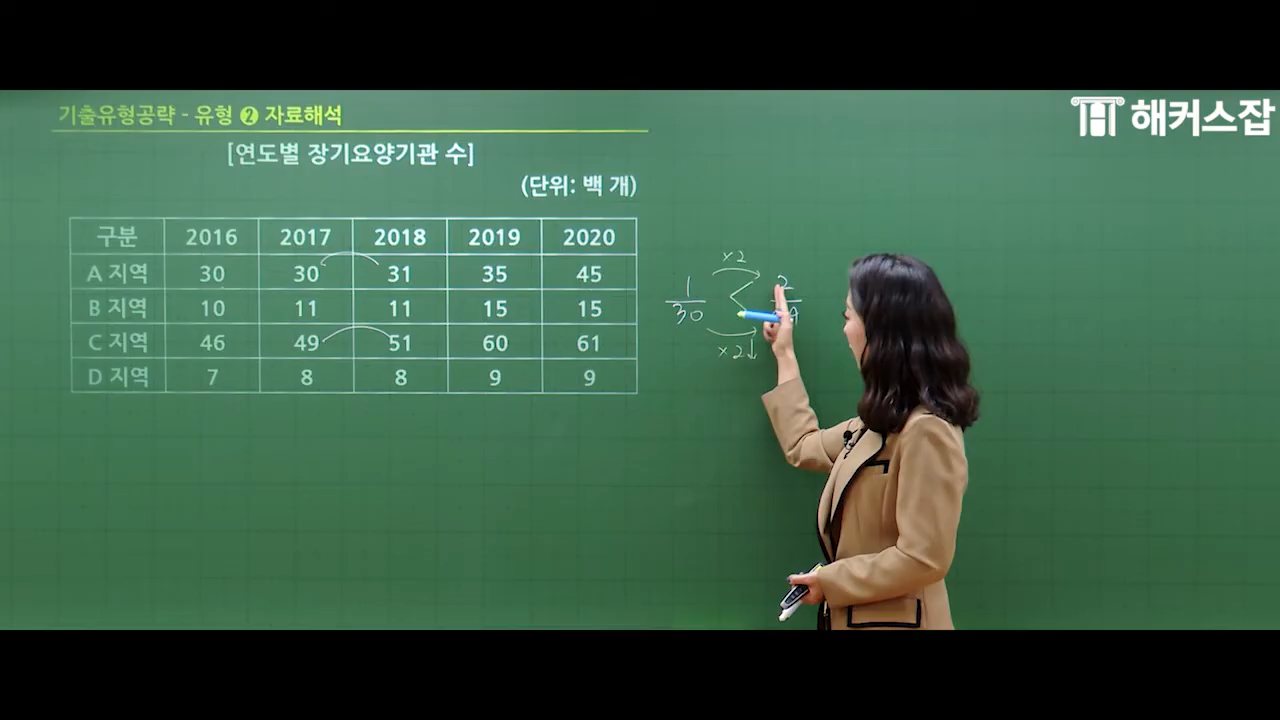 기출유형공략 - 유형 ❷ 자료해석
해커스잡
[연도별 장기요양기관 수]
(단위: 백 개)
구분 2016 2017 2018 2019 2020
A 지역 30 30 31 35 45
B 지역 10 11 11 15 15
C 지역 46 49 51 60 61
D 지역 7 8 8 9 9
×2
1 2
30
×2↓